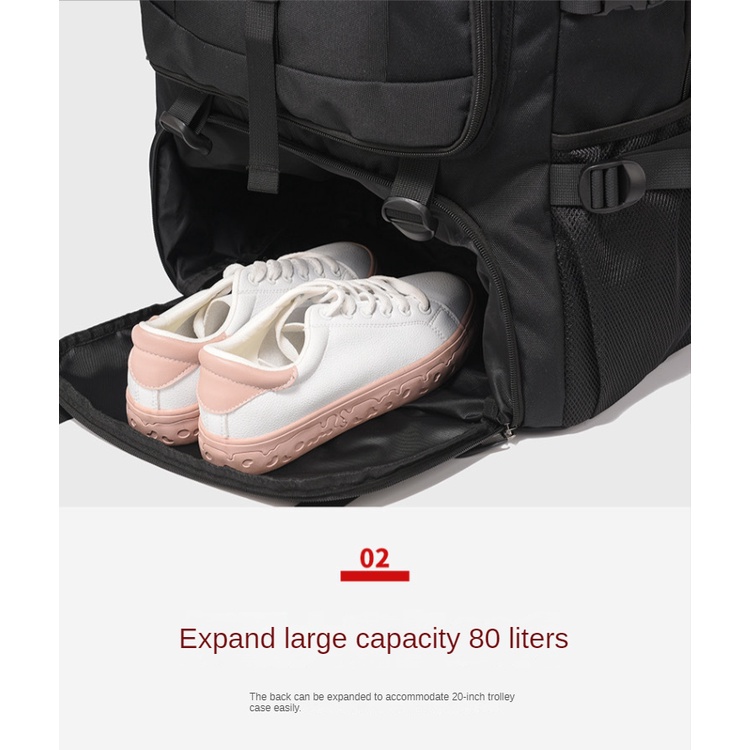 02
Expand large capacity 80 liters
The back can be expanded to accommodate 20-inch trolley
case easily.